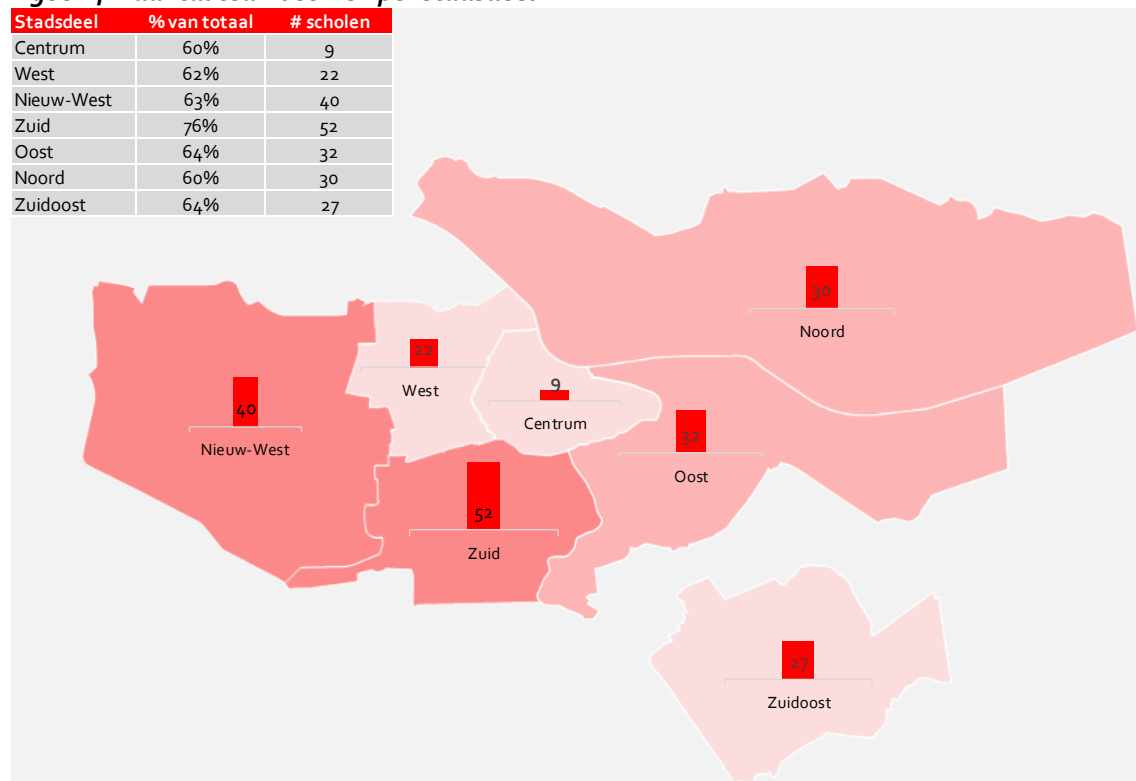 Stadsdeel % van totaal # scholen
Centrum 60% 9
West 62% 22
Nieuw-West 63% 40
Zuid 76% 52
Oost 64% 32
Noord 60% 30
Zuidoost 64% 27
30
Noord
22
West
9
Centrum
40
Nieuw-West
32
Oost
52
Zuid
27
Zuidoost